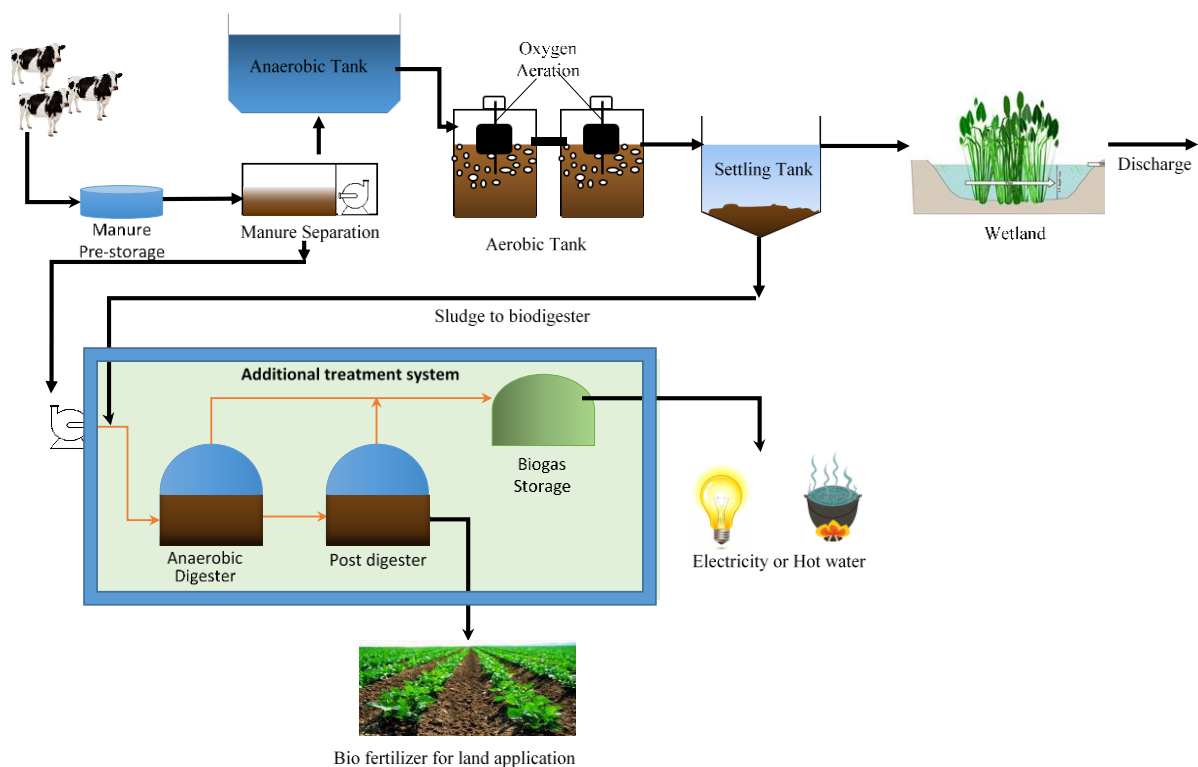 Oxygen
Aeration
Anaerobic Tank
Settling Tank
Discharge
Manure
Pre-storage
Manure Separation
Aerobic Tank
Wetland
Sludge to biodigester
Additional treatment system
Biogas
Storage
Anaerobic
Digester
Post digester
Electricity or Hot water
Bio fertilizer for land application